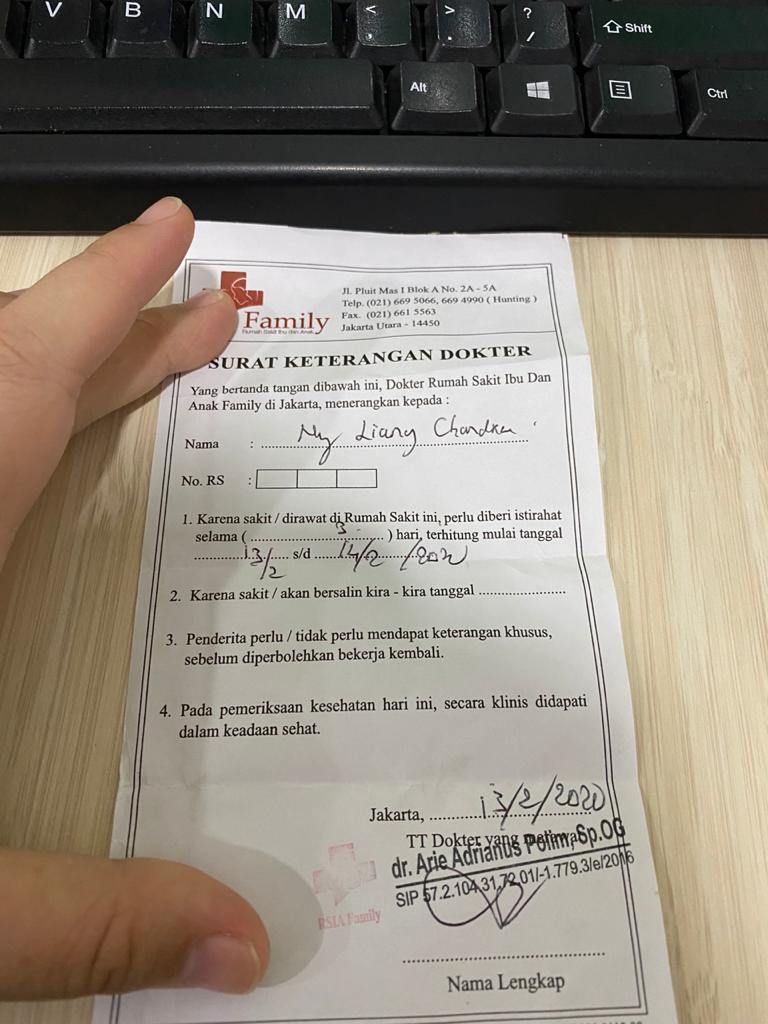 V B N M < , > . ? / Shift
Alt Ctrl
Family
Rumah Sakit Ibu dan Anak
Jl. Pluit Mas I Blok A No. 2A - 5A
Telp. (021) 669 5066, 669 4990 ( Hunting )
Fax. (021) 661 5563
Jakarta Utara - 14450
SURAT KETERANGAN DOKTER
Yang bertanda tangan dibawah ini, Dokter Rumah Sakit Ibu Dan
Anak Family di Jakarta, menerangkan kepada :
Nama : Ny Liang Chandra
No. RS :
1. Karena sakit / dirawat di Rumah Sakit ini, perlu diberi istirahat
selama ( ) hari, terhitung mulai tanggal
13/2 s/d 14/2 /2020
2. Karena sakit / akan bersalin kira - kira tanggal
3. Penderita perlu / tidak perlu mendapat keterangan khusus,
sebelum diperbolehkan bekerja kembali.
4. Pada pemeriksaan kesehatan hari ini, secara klinis didapati
dalam keadaan sehat.
Jakarta, 13/2/2020
TT Dokter yang
dr. Arie Adrianus Polim, Sp.OG
SIP 57.2.104.31.72.01/-1.779.3/e/2016
RSIA Family
Nama Lengkap